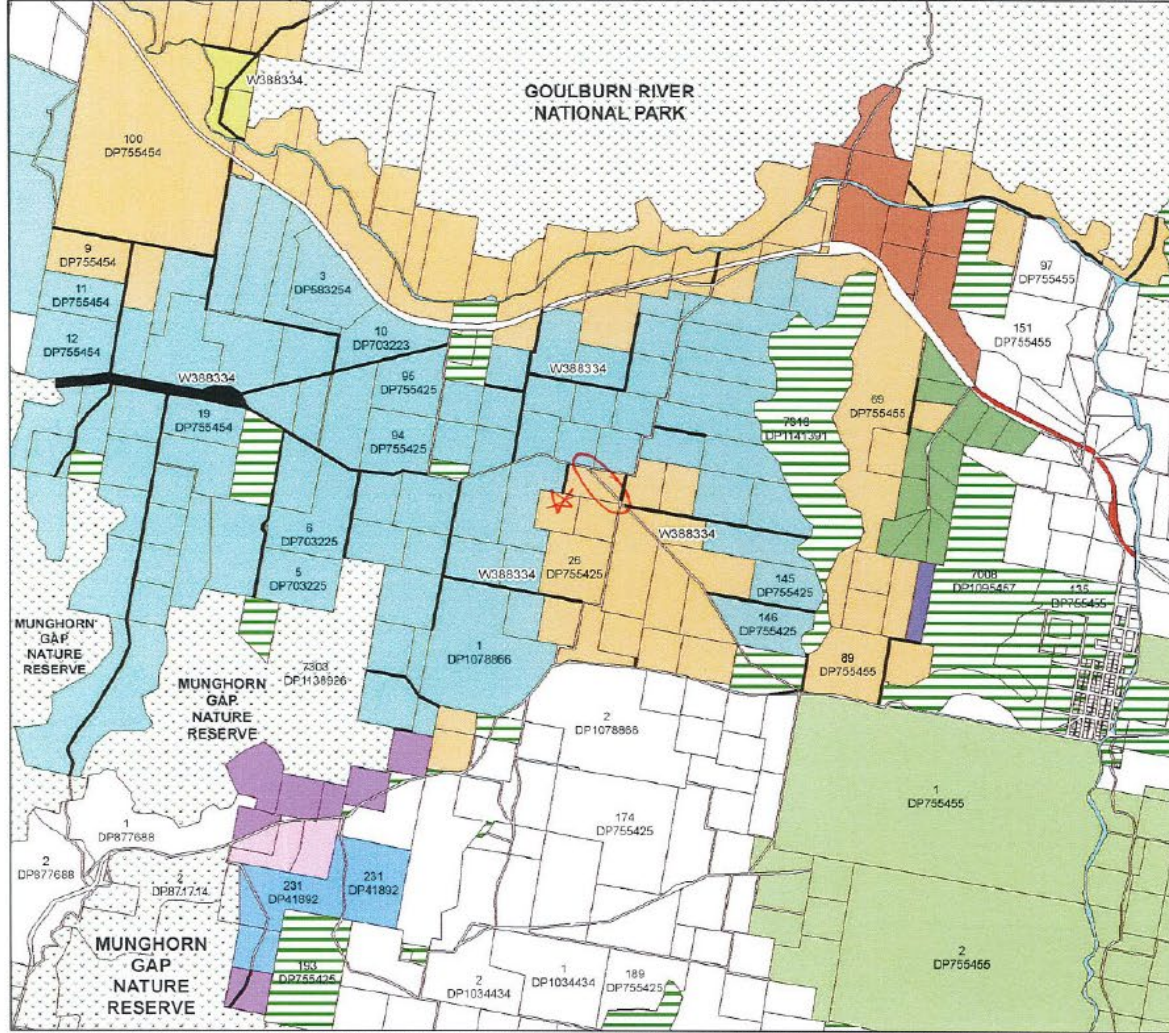 W388334
GOULBURN RIVER
NATIONAL PARK
100
DP755454
9
DP755454
11
DP755454
12
DP755454
3
DP583254
10
DP703223
W388334
95
DP755425
W388334
19
DP755454
94
DP755425
97
DP755455
151
DP755455
69
DP755455
DP1141391
6
DP703225
5
DP703225
W388334
26
DP755425
W388334
145
DP755425
146
DP755425
7008
DP1095457
135
DP755455
MUNGHORN
GAP
NATURE
RESERVE
7303
DP1138926
MUNGHORN
GAP
NATURE
RESERVE
1
DP1078866
89
DP755455
2
DP1078866
1
DP755455
174
DP755425
1
DP877688
2
DP877688
2
231
DP41892
231
DP41892
MUNGHORN
GAP
NATURE
RESERVE
193
DP755425
2
DP1034434
1
DP1034434
189
DP755425
2
DP755455